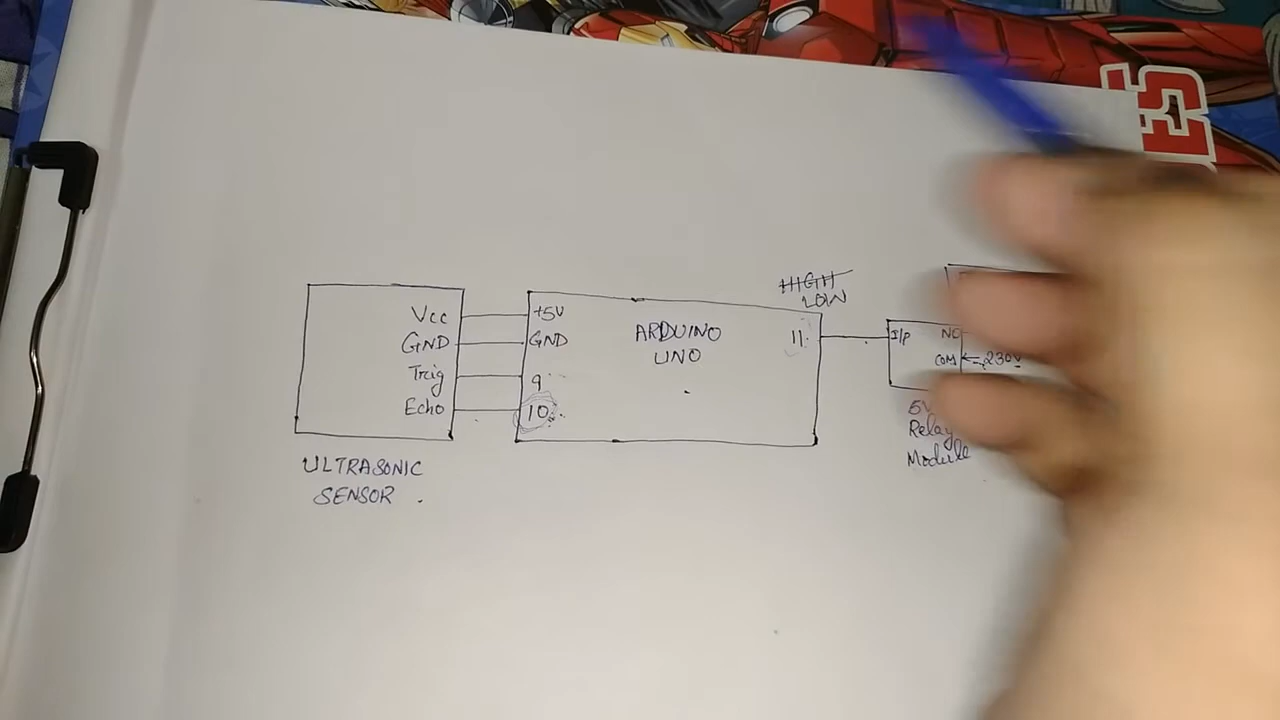 HIGH
LOW
Vcc
GND
Trig
Echo
+5V
GND
9
10
ARDUINO
UNO
11
I/p
COM
230V
5V
Relay
Module
ULTRASONIC
SENSOR